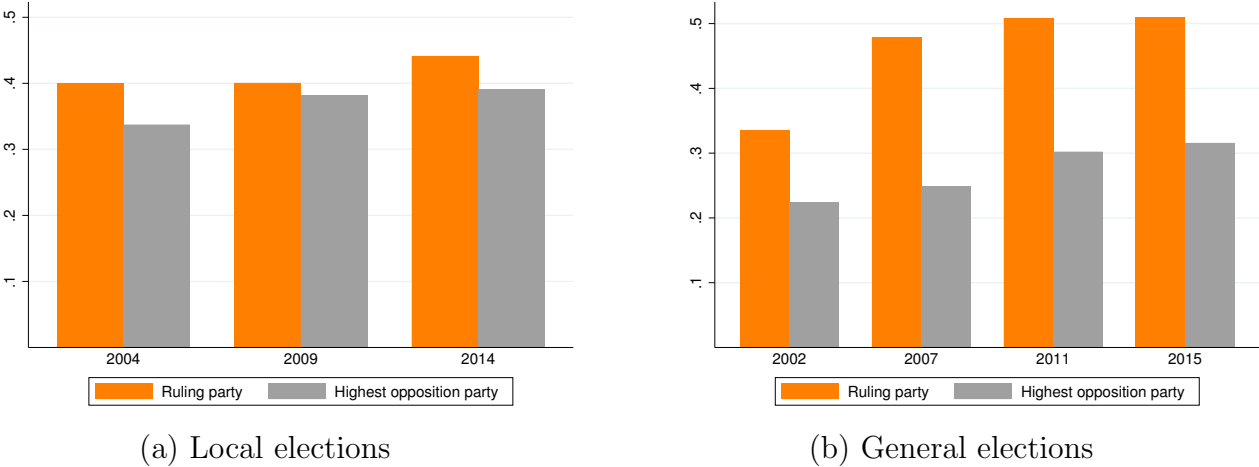 .5
.4
.3
.2
.1
2004 2009 2014
Ruling party Highest opposition party
(a) Local elections
.5
.4
.3
.2
.1
2002 2007 2011 2015
Ruling party Highest opposition party
(b) General elections